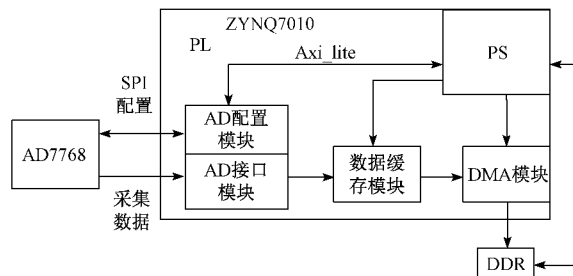 ZYNQ7010
PL
PS
Axi_lite
SPI
配置
AD配置
模块
AD7768
AD接口
模块
数据缓
存模块
DMA模块
采集
数据
DDR